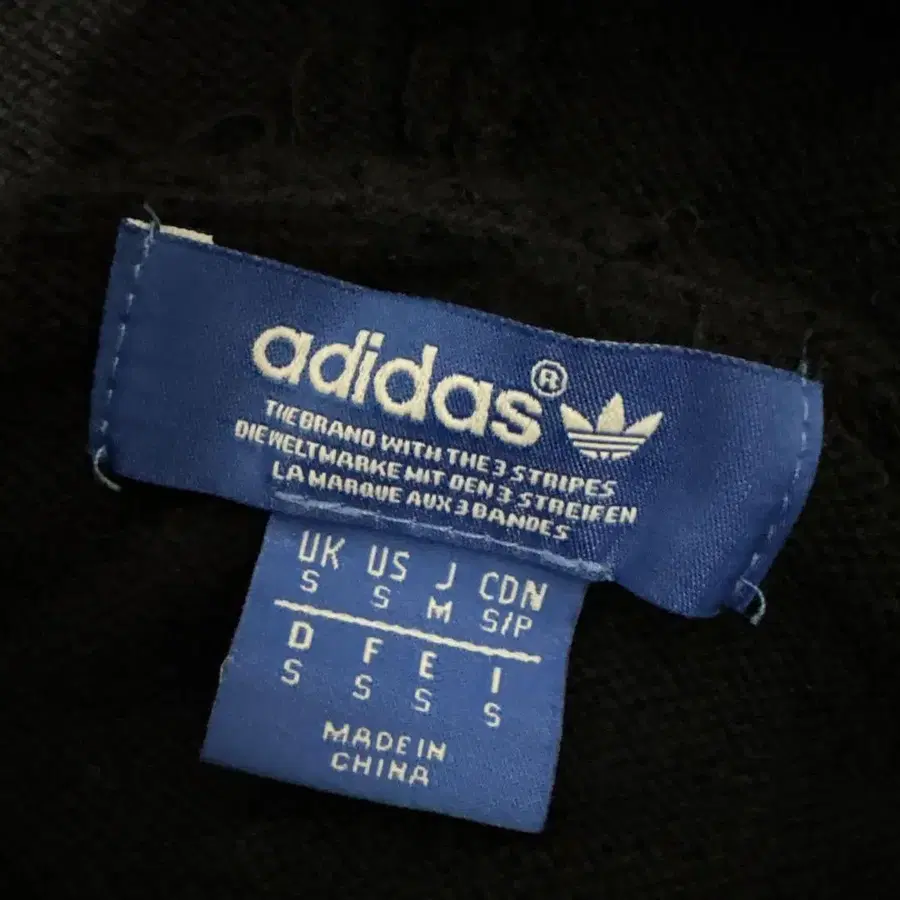 adidas®
THE BRAND WITH THE 3 STRIPES
DIE WELTMARKE MIT DEN 3 STREIFEN
LA MARQUE AUX 3 BANDES
UK US J CDN
S S M S/P
D F E I
S S S S
MADE IN
CHINA